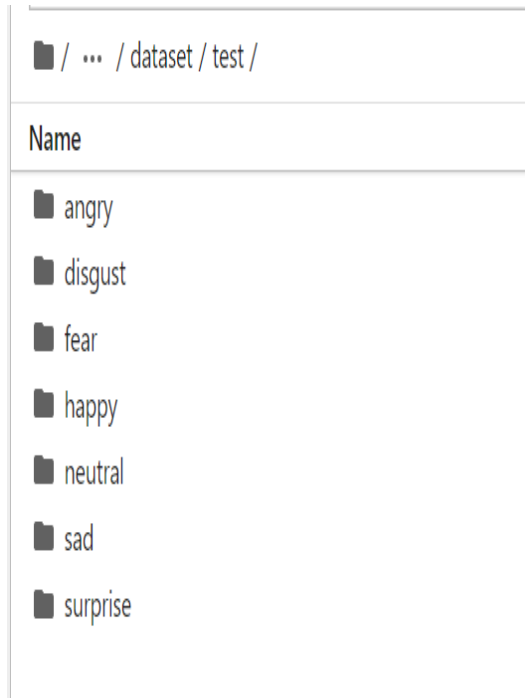 / ··· / dataset / test /
Name
angry
disgust
fear
happy
neutral
sad
surprise